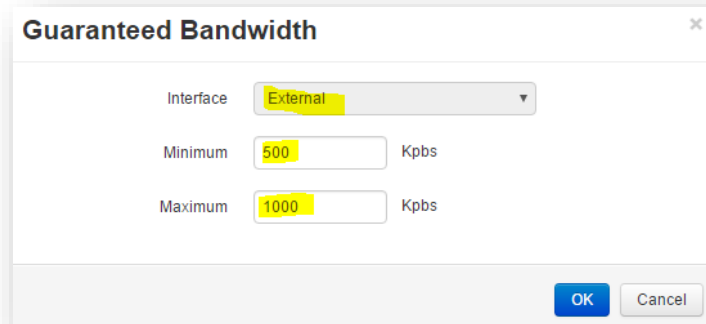 Guaranteed Bandwidth
Interface External
Minimum 500 Kpbs
Maximum 1000 Kpbs
OK Cancel